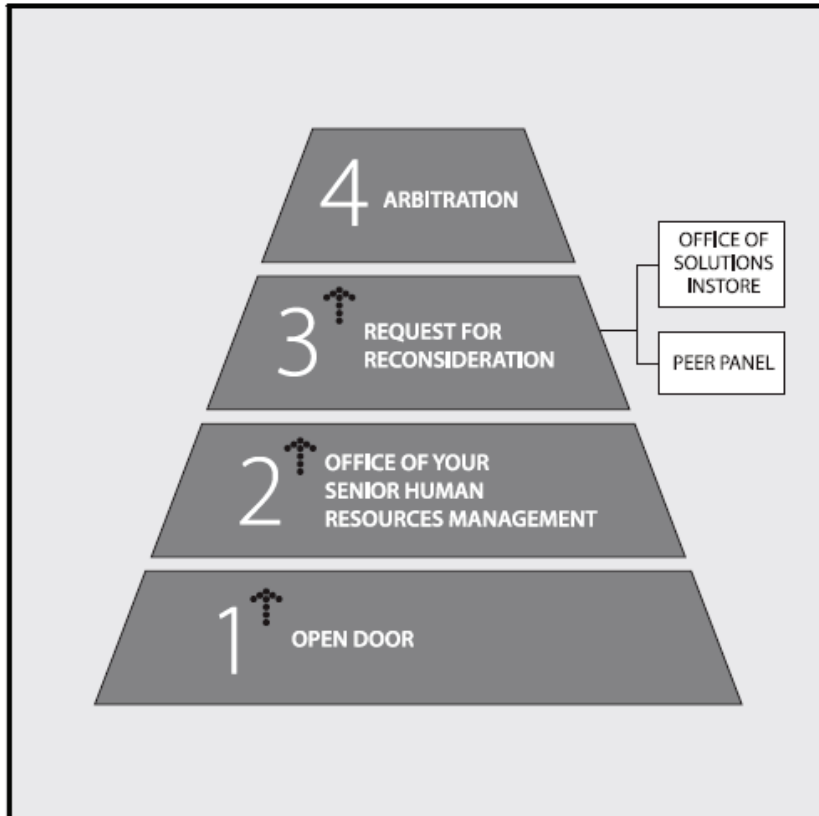 4 ARBITRATION
3 REQUEST FOR
RECONSIDERATION
OFFICE OF
SOLUTIONS
INSTORE
PEER PANEL
2 OFFICE OF YOUR
SENIOR HUMAN
RESOURCES MANAGEMENT
1 OPEN DOOR